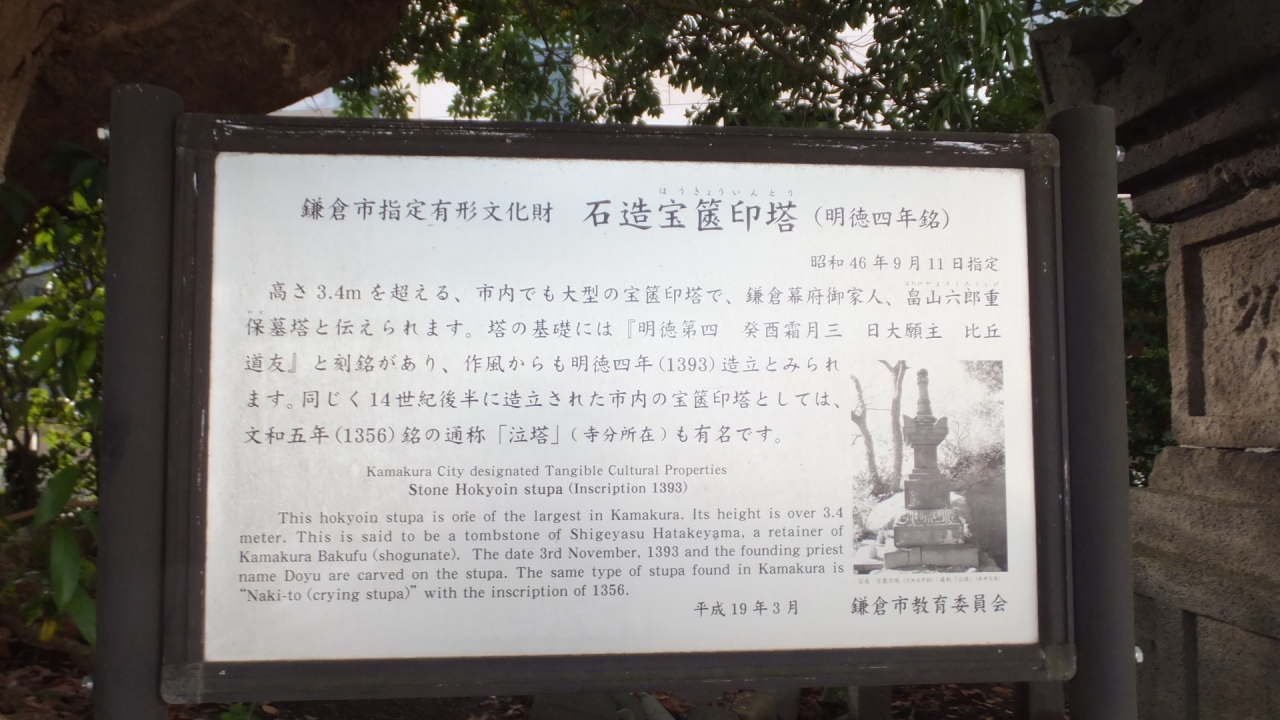 ほうきょういんとう
鎌倉市指定有形文化財 石造宝篋印塔(明徳四年銘)
昭和46年9月11日指定
高さ3.4mを超える、市内でも大型の宝篋印塔で、鎌倉幕府御家人、畠山六郎重
保墓塔と伝えられます。塔の基礎には『明徳第四 癸酉霜月三 日大願主 比丘
道友』と刻銘があり、作風からも明徳四年(1393)造立とみられ
ます。同じく14世紀後半に造立された市内の宝篋印塔としては、
文和五年(1356)銘の通称「泣塔」(寺分所在)も有名です。
Kamakura City designated Tangible Cultural Properties
Stone Hokyoin stupa (Inscription 1393)
This hokyoin stupa is one of the largest in Kamakura. Its height is over 3.4
meter. This is said to be a tombstone of Shigeyasu Hatakeyama, a retainer of
Kamakura Bakufu (shogunate). The date 3rd November, 1393 and the founding priest
name Doyu are carved on the stupa. The same type of stupa found in Kamakura is
"Naki-to (crying stupa)" with the inscription of 1356.
平成19年3月 鎌倉市教育委員会